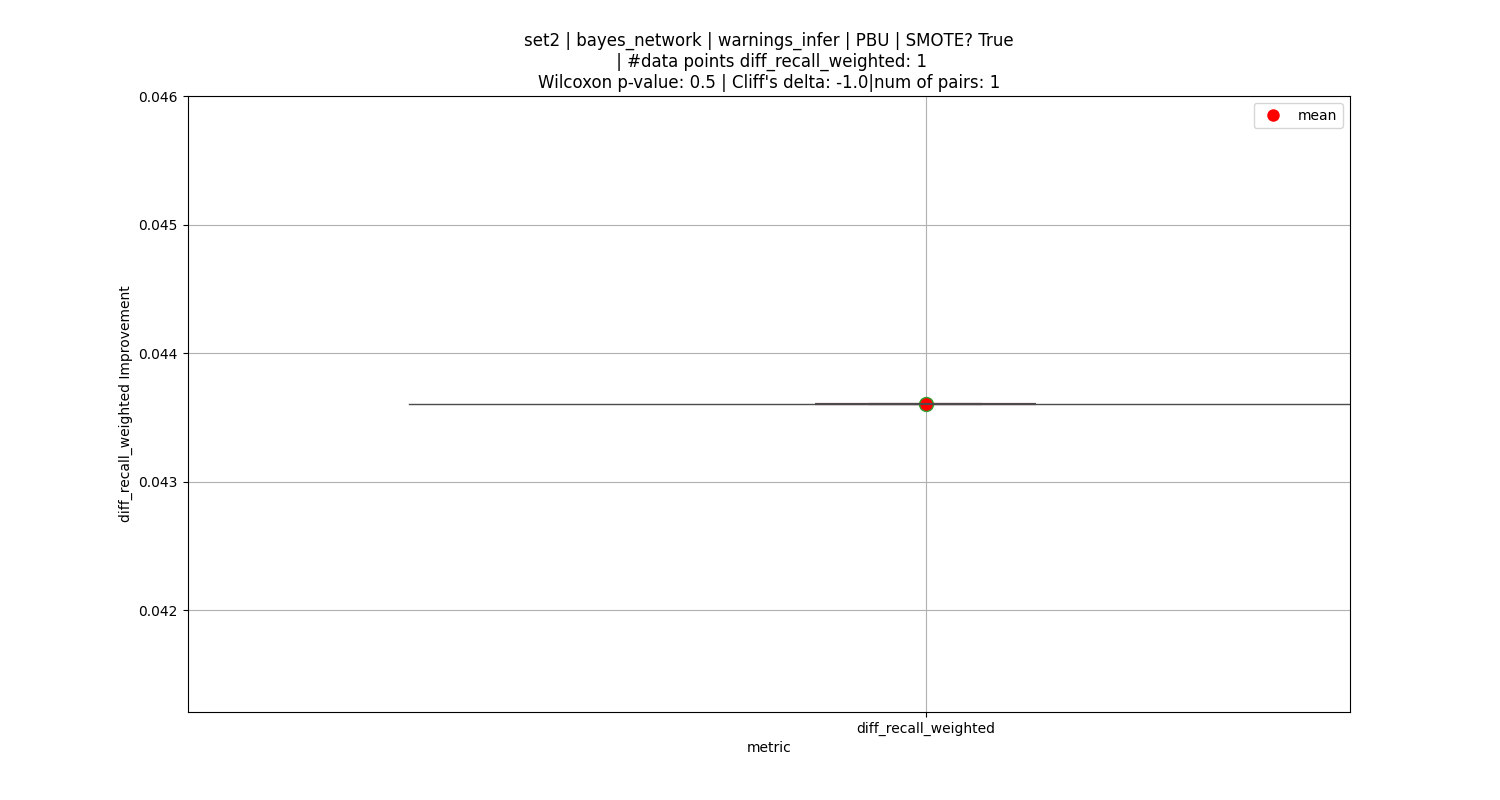 set2 | bayes_network | warnings_infer | PBU | SMOTE? True
| #data points diff_recall_weighted: 1
Wilcoxon p-value: 0.5 | Cliff's delta: -1.0|num of pairs: 1
mean
0.046
0.045
0.044
0.043
0.042
diff_recall_weighted Improvement
diff_recall_weighted
metric